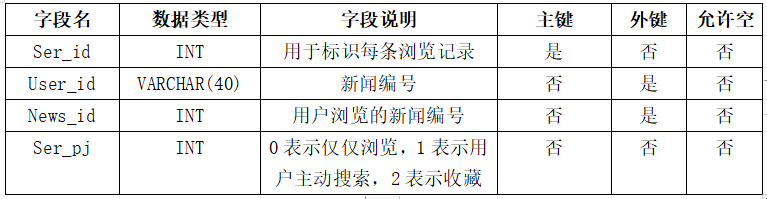 字段名 数据类型 字段说明 主键 外键 允许空
Ser_id INT 用于标识每条浏览记录 是 否 否
User_id VARCHAR(40) 新闻编号 否 是 否
News_id INT 用户浏览的新闻编号 否 是 否
Ser_pj INT 0表示仅仅浏览，1表示用 否 否 否
户主动搜索，2表示收藏